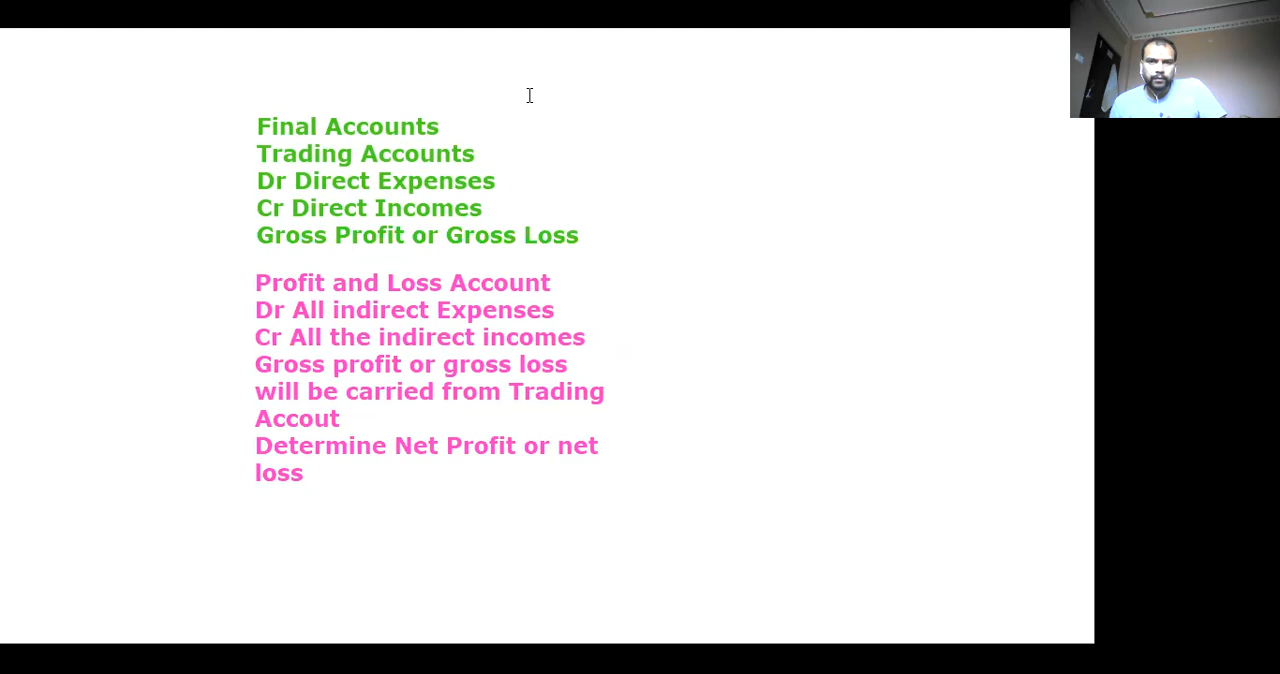 Final Accounts
Trading Accounts
Dr Direct Expenses
Cr Direct Incomes
Gross Profit or Gross Loss
Profit and Loss Account
Dr All indirect Expenses
Cr All the indirect incomes
Gross profit or gross loss
will be carried from Trading
Accout
Determine Net Profit or net
loss